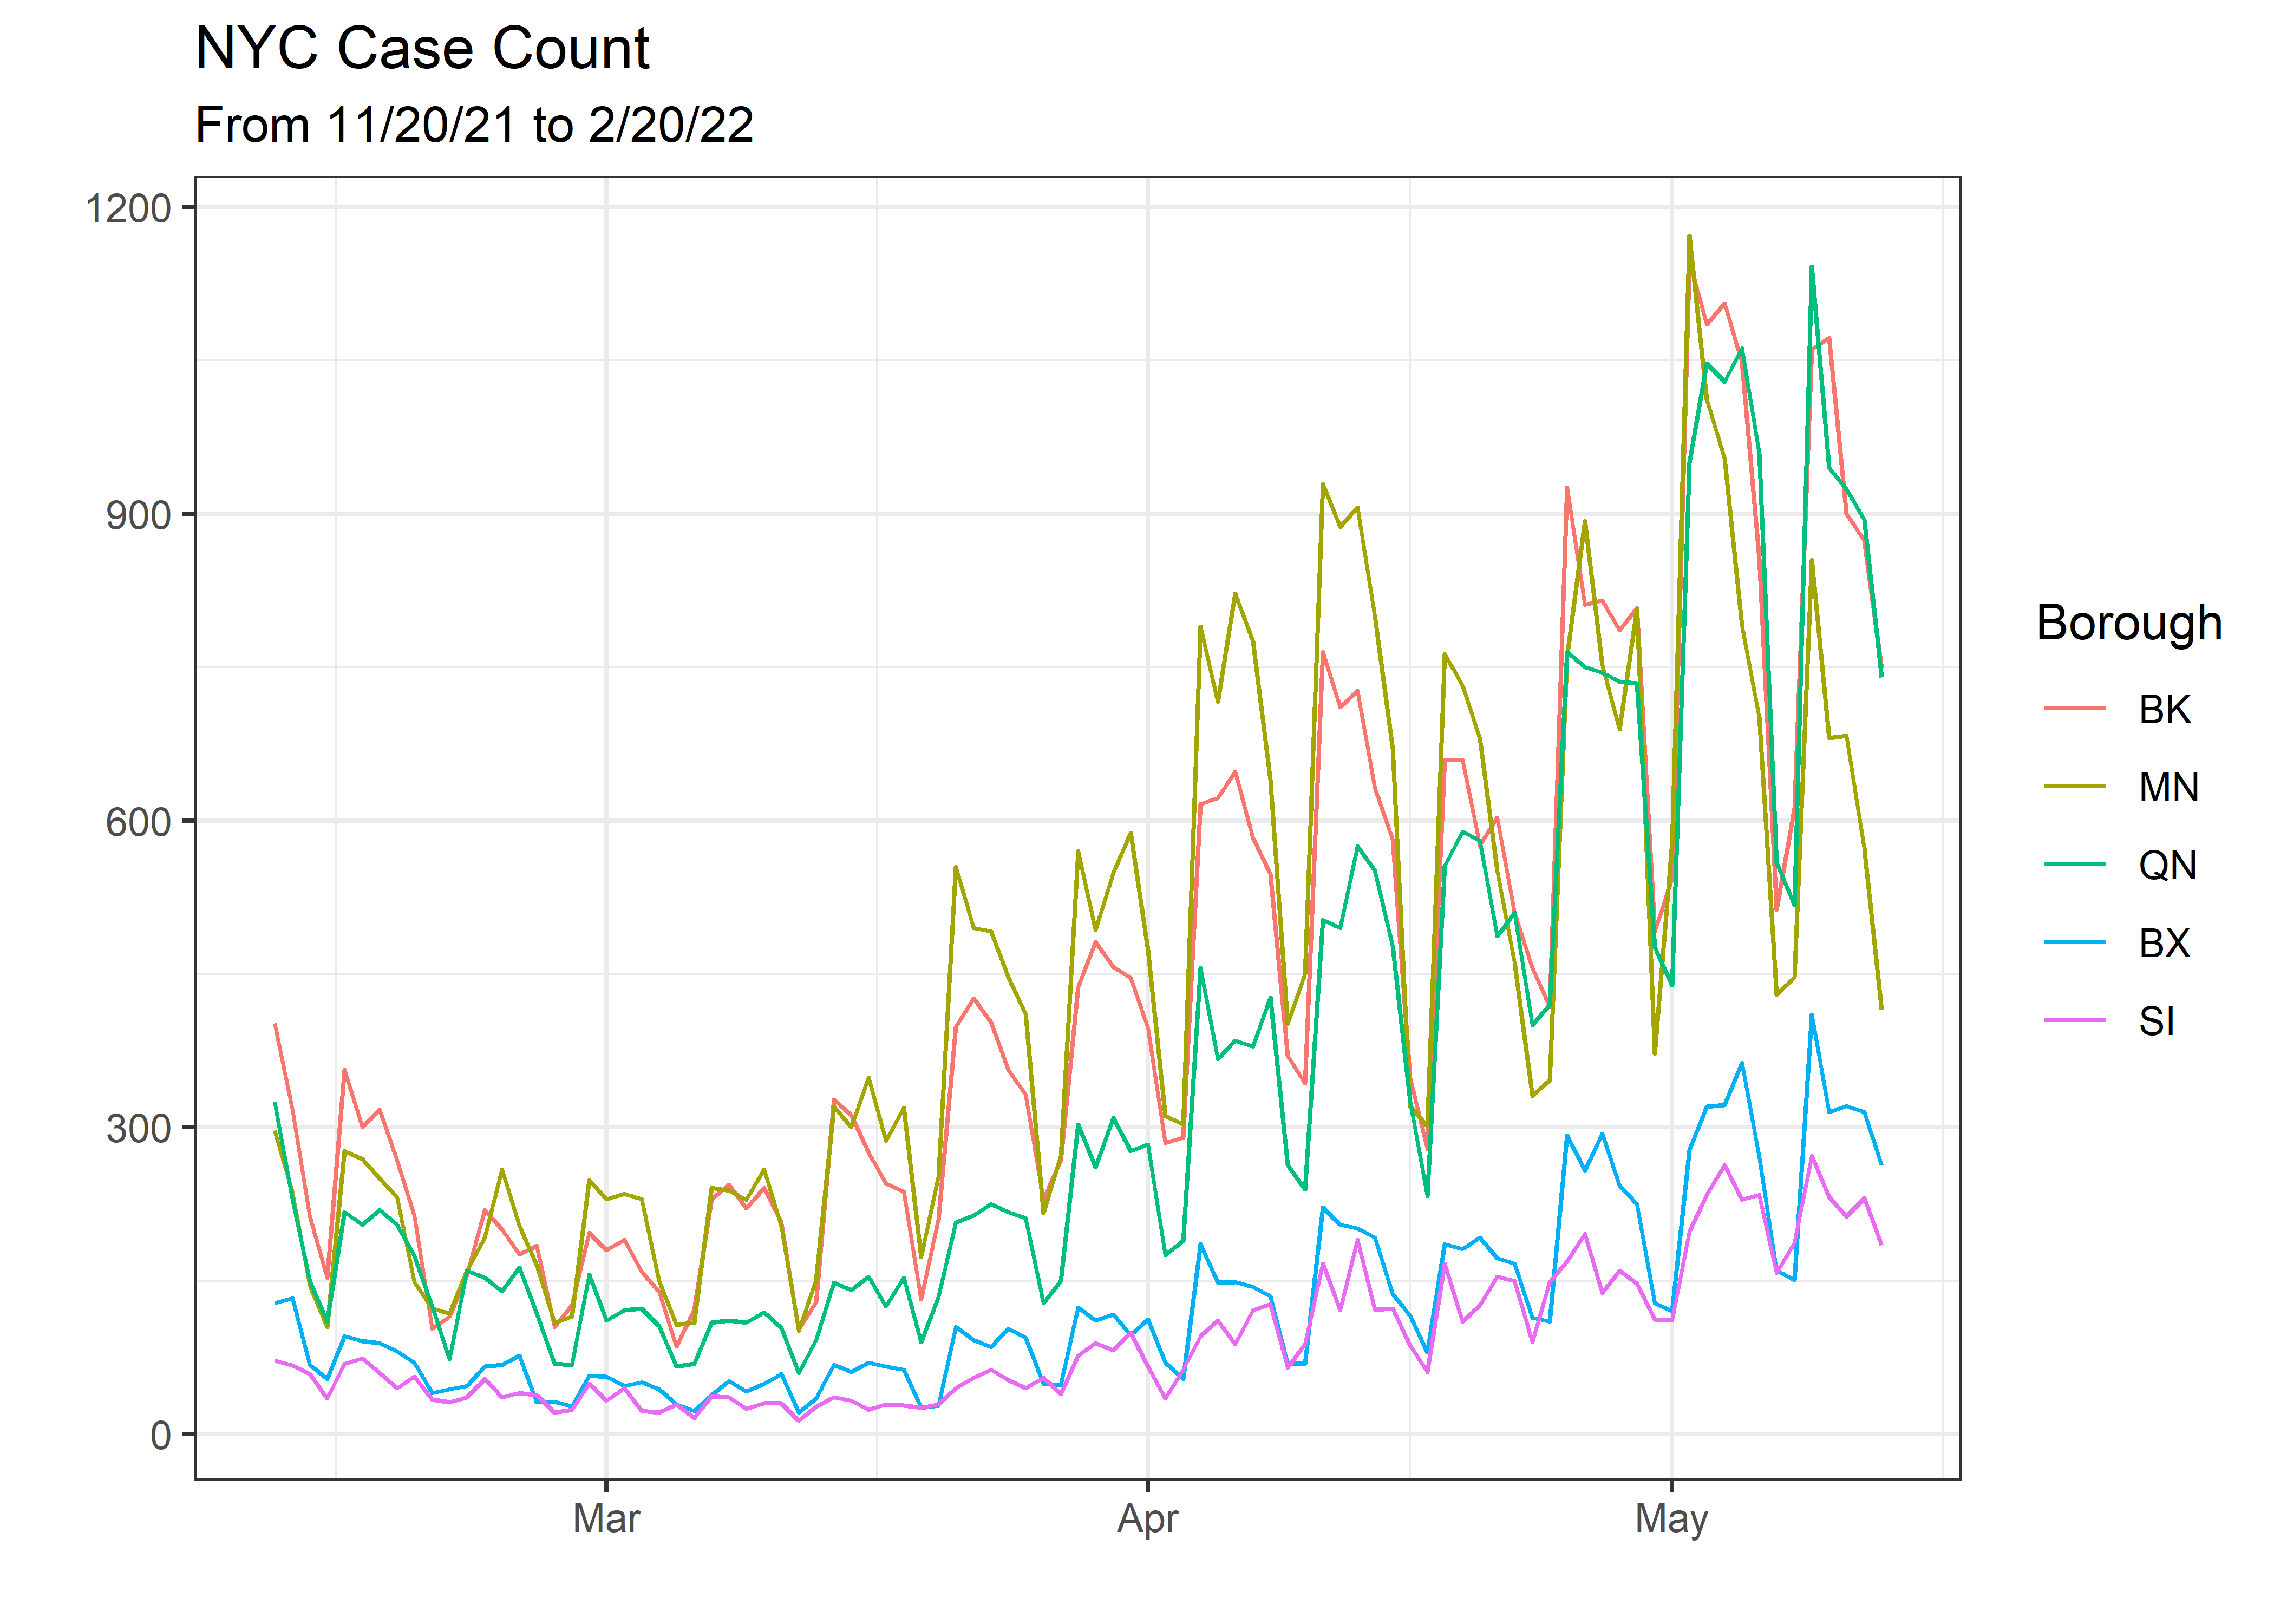 NYC Case Count
From 11/20/21 to 2/20/22
1200
900
600
300
0
Mar Apr May
Borough
BK
MN
QN
BX
SI